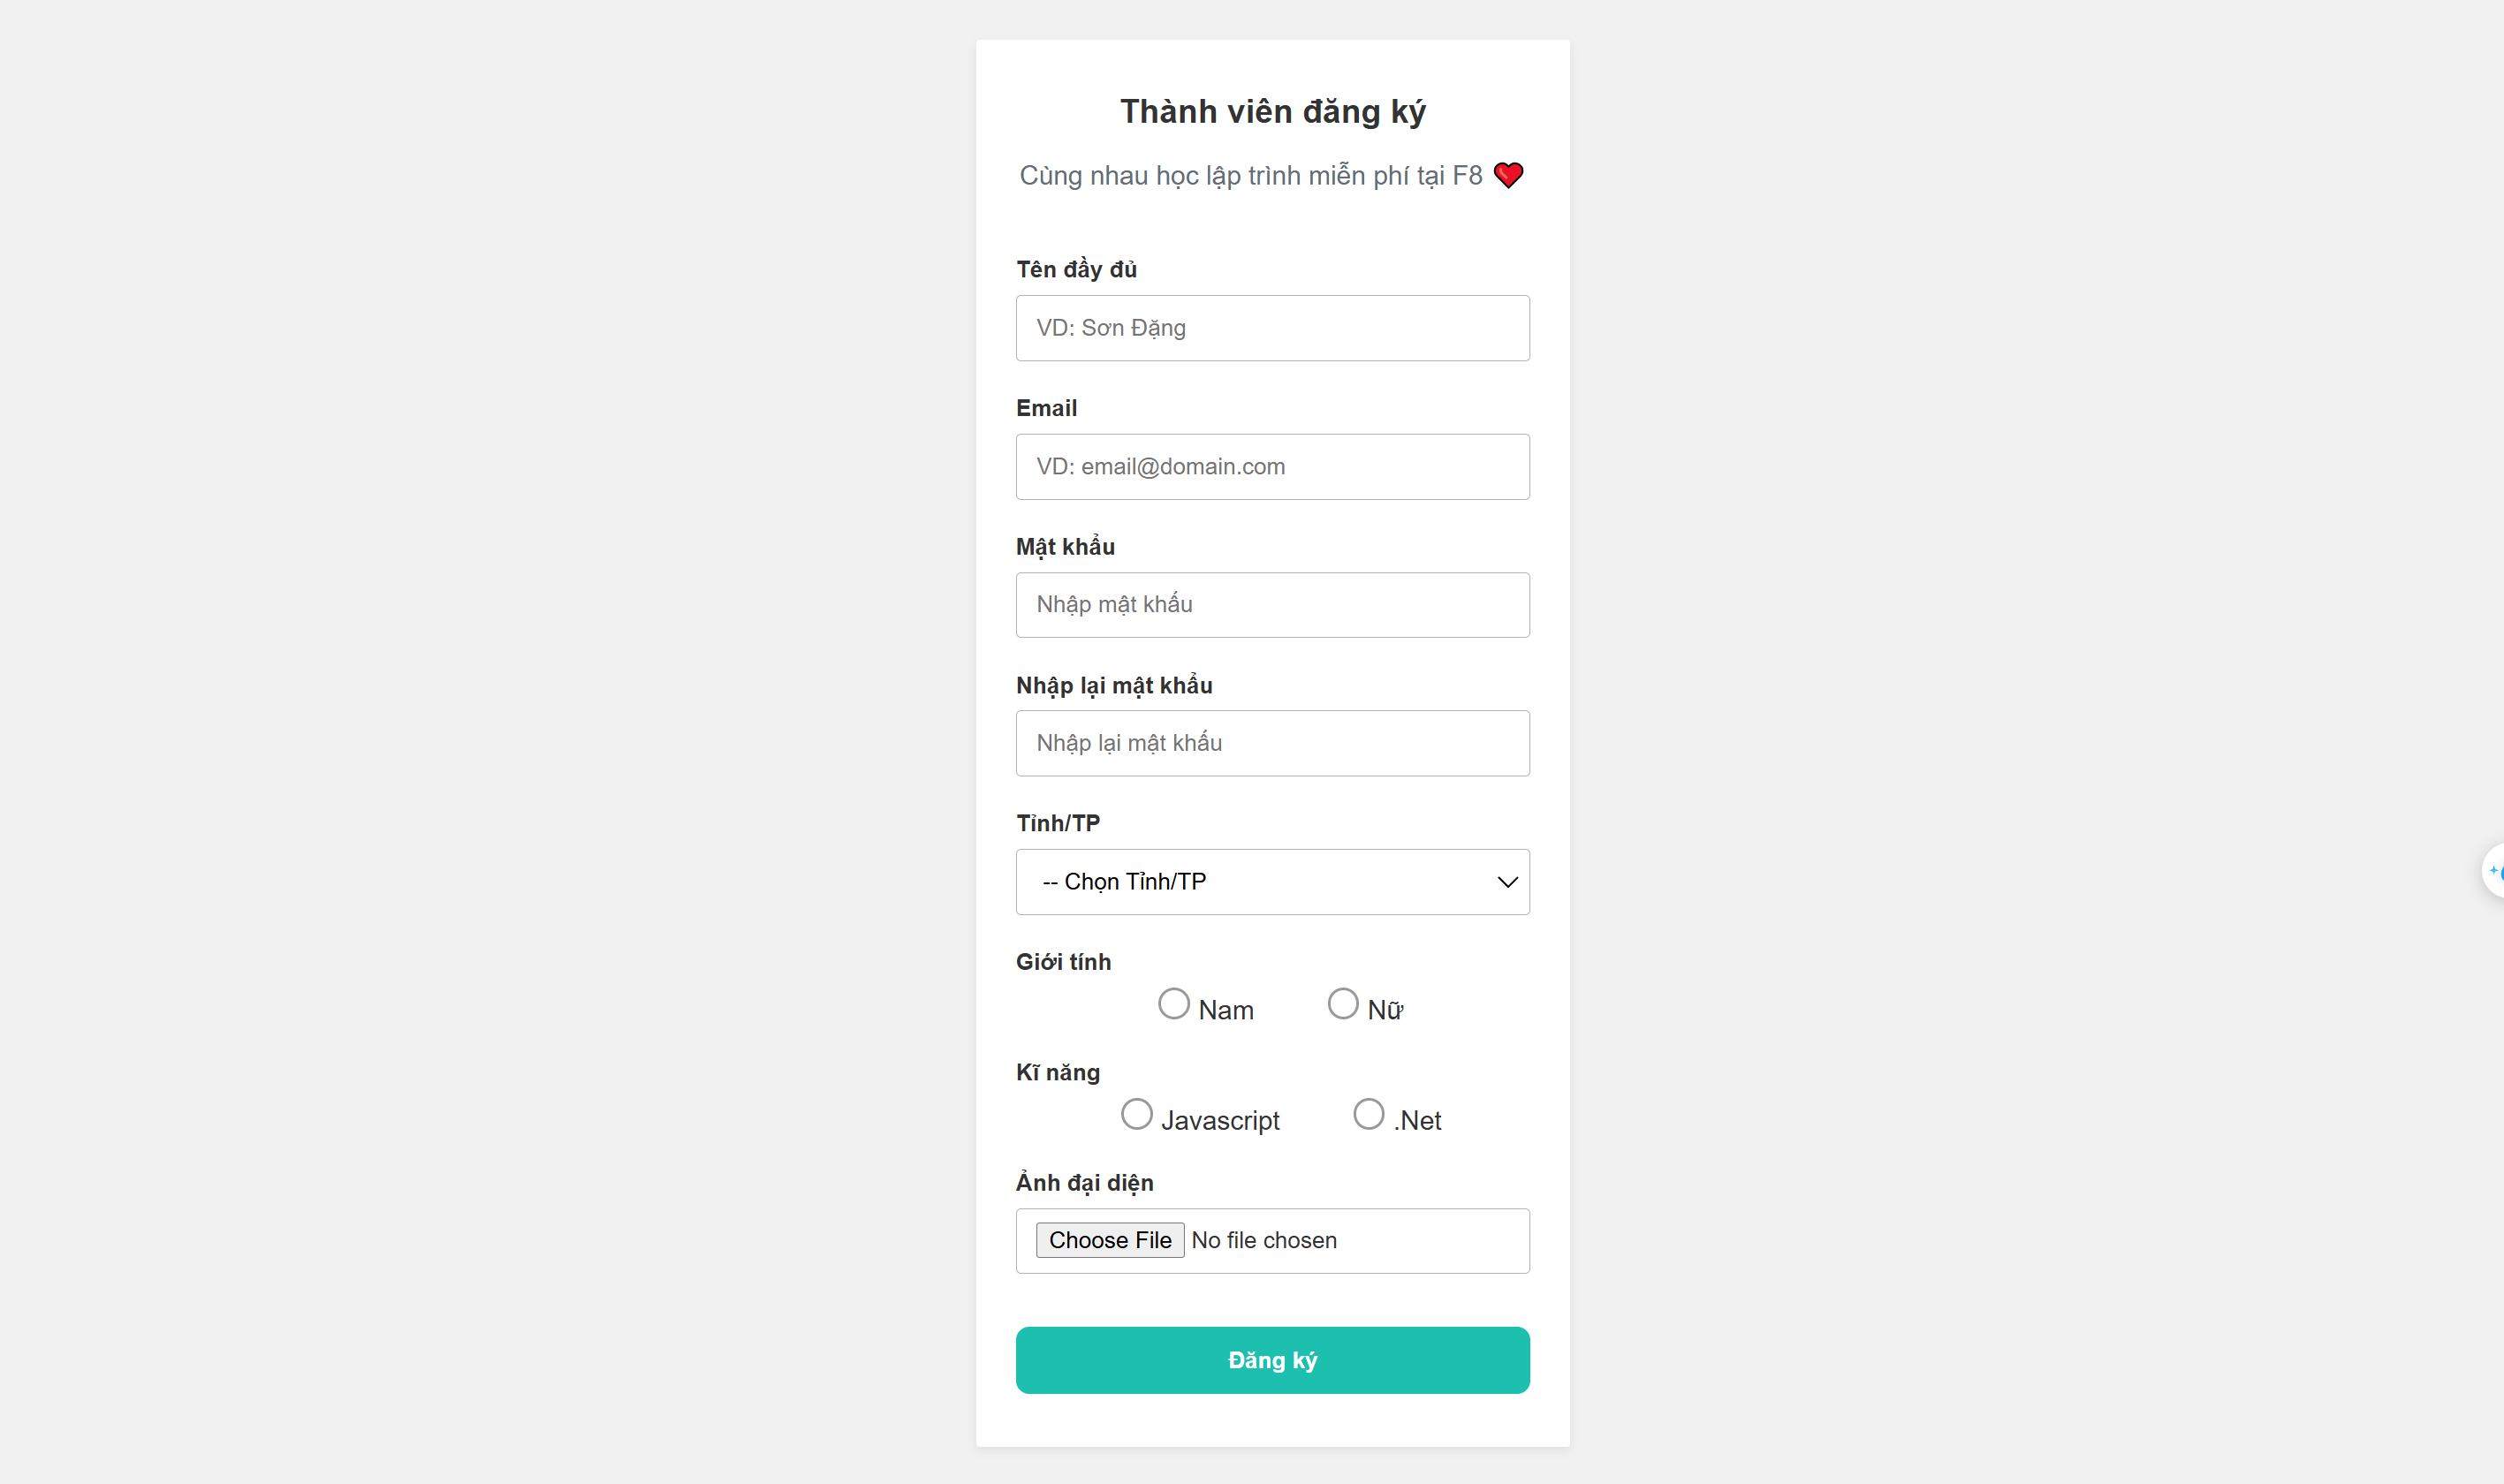 Thành viên đăng ký
Cùng nhau học lập trình miễn phí tại F8 ❤️
Tên đầy đủ
VD: Sơn Đặng
Email
VD: email@domain.com
Mật khẩu
Nhập mật khẩu
Nhập lại mật khẩu
Nhập lại mật khẩu
Tỉnh/TP
-- Chọn Tỉnh/TP
Giới tính
Nam Nữ
Kĩ năng
Javascript .Net
Ảnh đại diện
Choose File No file chosen
Đăng ký